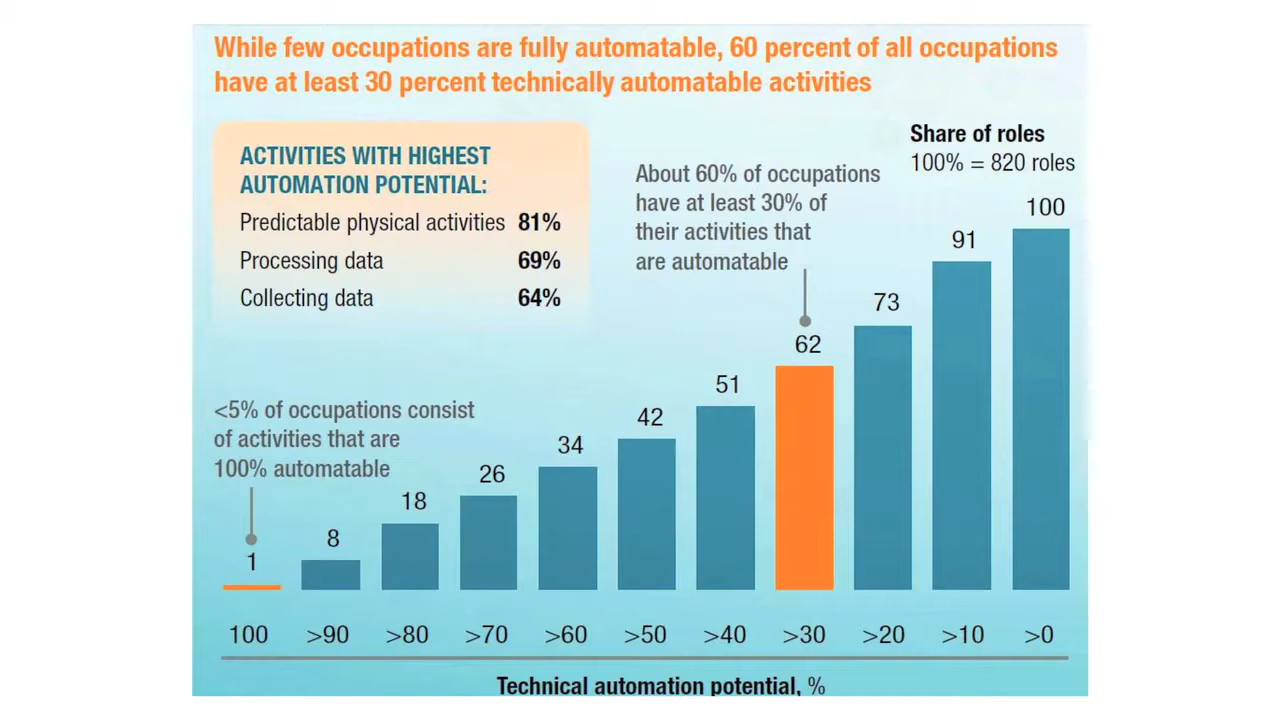 While few occupations are fully automatable, 60 percent of all occupations
have at least 30 percent technically automatable activities
ACTIVITIES WITH HIGHEST
AUTOMATION POTENTIAL:
Predictable physical activities 81%
Processing data 69%
Collecting data 64%
Share of roles
100% = 820 roles
About 60% of occupations
have at least 30% of
their activities that
are automatable
<5% of occupations consist
of activities that are
100% automatable
1 8 18 26 34 42 51 62 73 91 100
100 >90 >80 >70 >60 >50 >40 >30 >20 >10 >0
Technical automation potential, %